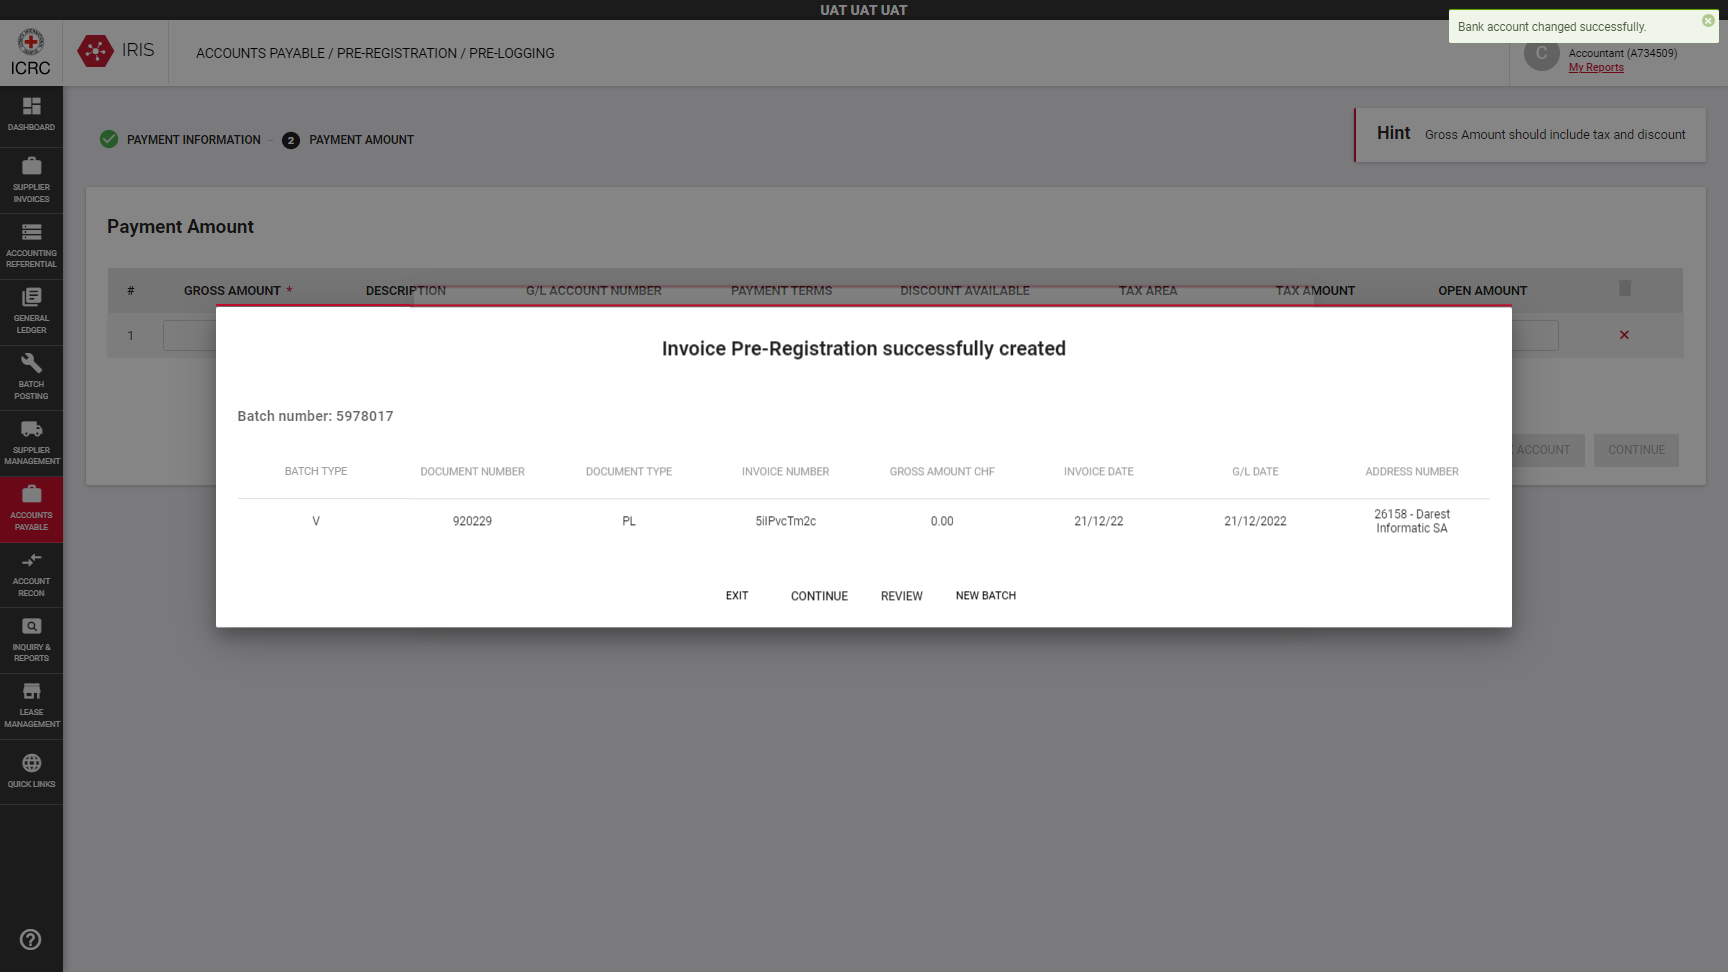 UAT UAT UAT
Bank account changed successfully.
ICRC
IRIS
ACCOUNTS PAYABLE / PRE-REGISTRATION / PRE-LOGGING
C
Accountant (A734509)
My Reports
DASHBOARD
SUPPLIER
INVOICES
ACCOUNTING
REFERENTIAL
GENERAL
LEDGER
BATCH
POSTING
SUPPLIER
MANAGEMENT
ACCOUNTS
PAYABLE
ACCOUNT
RECON
INQUIRY &
REPORTS
LEASE
MANAGEMENT
QUICK LINKS
PAYMENT INFORMATION
2 PAYMENT AMOUNT
Hint Gross Amount should include tax and discount
Payment Amount
# GROSS AMOUNT * DESCRIPTION G/L ACCOUNT NUMBER PAYMENT TERMS DISCOUNT AVAILABLE TAX AREA TAX AMOUNT OPEN AMOUNT
1
ACCOUNT CONTINUE
Invoice Pre-Registration successfully created
Batch number: 5978017
BATCH TYPE DOCUMENT NUMBER DOCUMENT TYPE INVOICE NUMBER GROSS AMOUNT CHF INVOICE DATE G/L DATE ADDRESS NUMBER
V 920229 PL 5iIPvcTm2c 0.00 21/12/22 21/12/2022 26158 - Darest
Informatic SA
EXIT CONTINUE REVIEW NEW BATCH